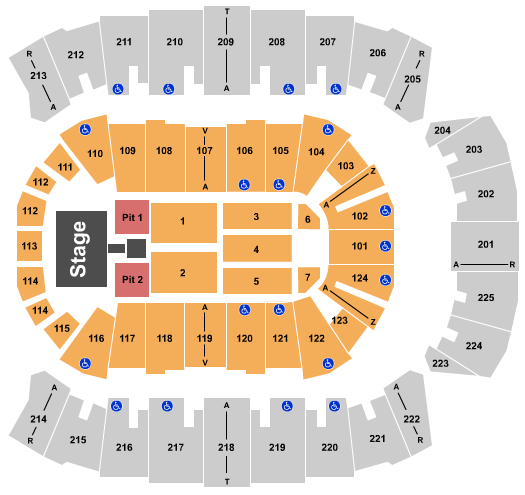 T
211 210 209 208 207
212 206
R R
213 205
A A A
204
203
202
201
A R
225
224
223
V
110 109 108 107 106 105 104
111 103
Z
112 A A
112 Pit 1 1 3 6 102
113 Stage 4 101
114 Pit 2 2 5 7 124
114 A A
115 123
Z
116 117 118 119 120 121 122
V
A A A
214 222
R R
215 221
216 217 218 219 220
T